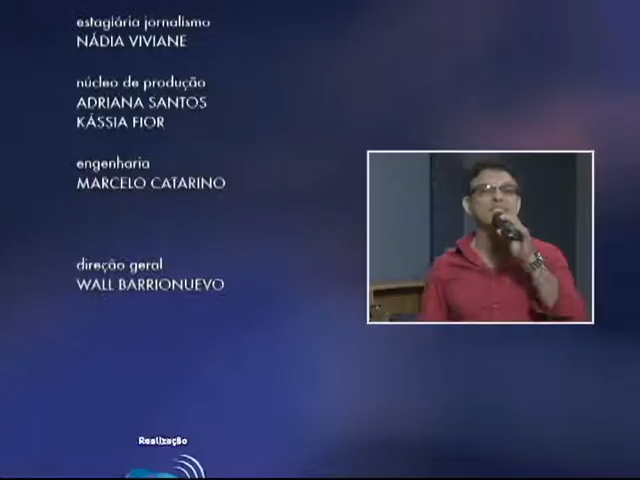 estagiária jornalismo
NÁDIA VIVIANE
núcleo de produção
ADRIANA SANTOS
KÁSSIA FIOR
engenharia
MARCELO CATARINO
direção geral
WALL BARRIONUEVO
Realização